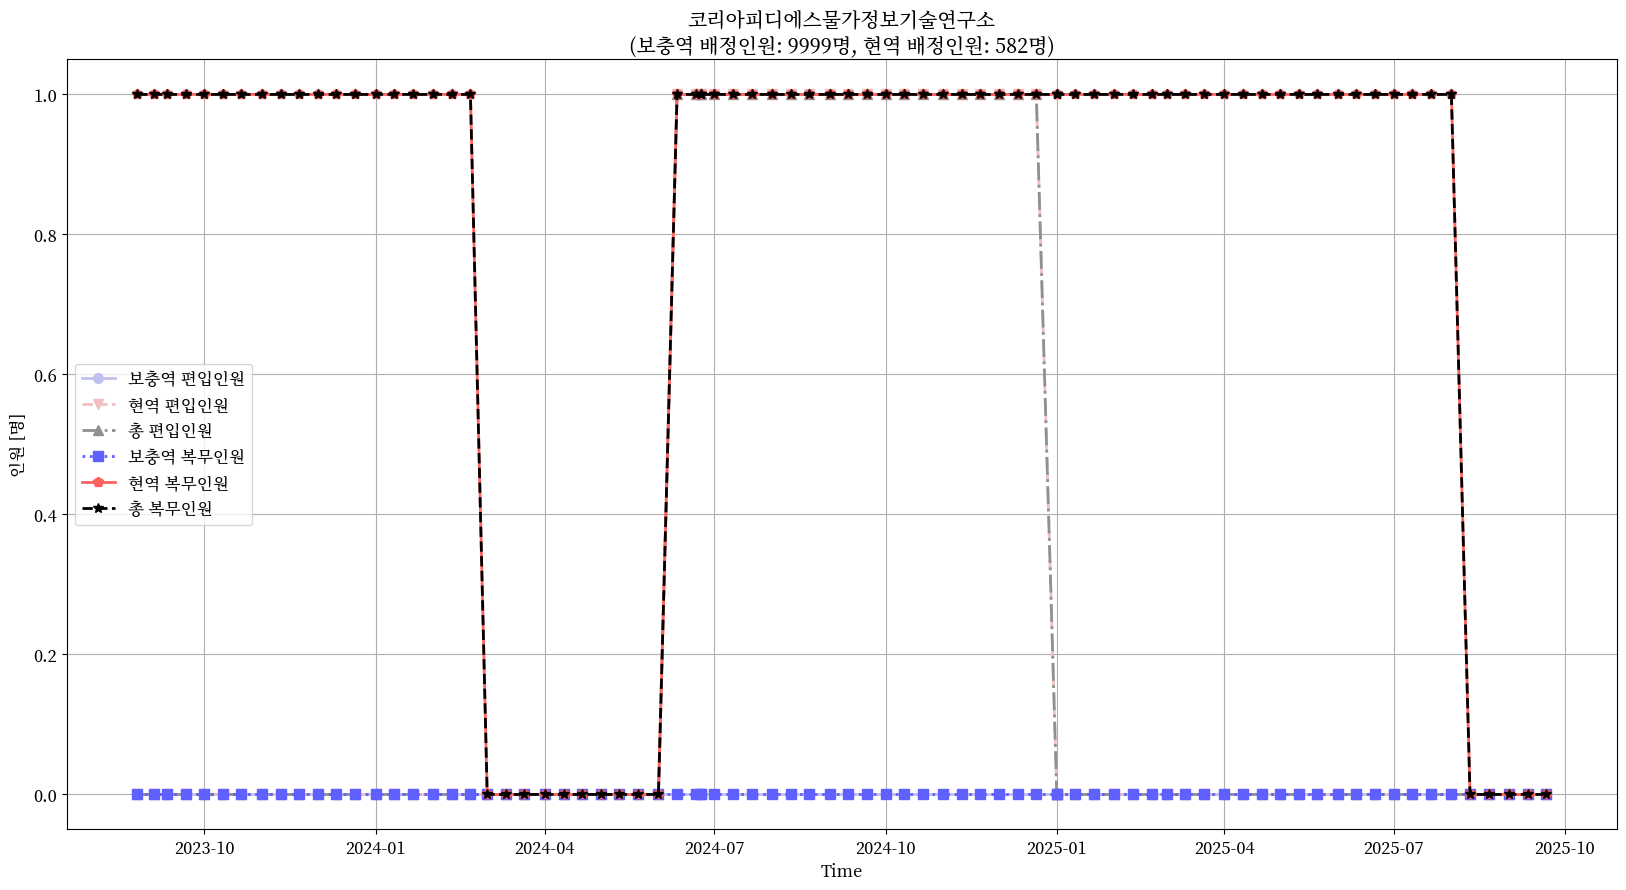 코리아피디에스물가정보기술연구소
(보충역 배정인원: 9999명, 현역 배정인원: 582명)
1.0
0.8
0.6
0.4
0.2
0.0
인원 [명]
보충역 편입인원
현역 편입인원
총 편입인원
보충역 복무인원
현역 복무인원
총 복무인원
2023-10
2024-01
2024-04
2024-07
2024-10
2025-01
2025-04
2025-07
2025-10
Time